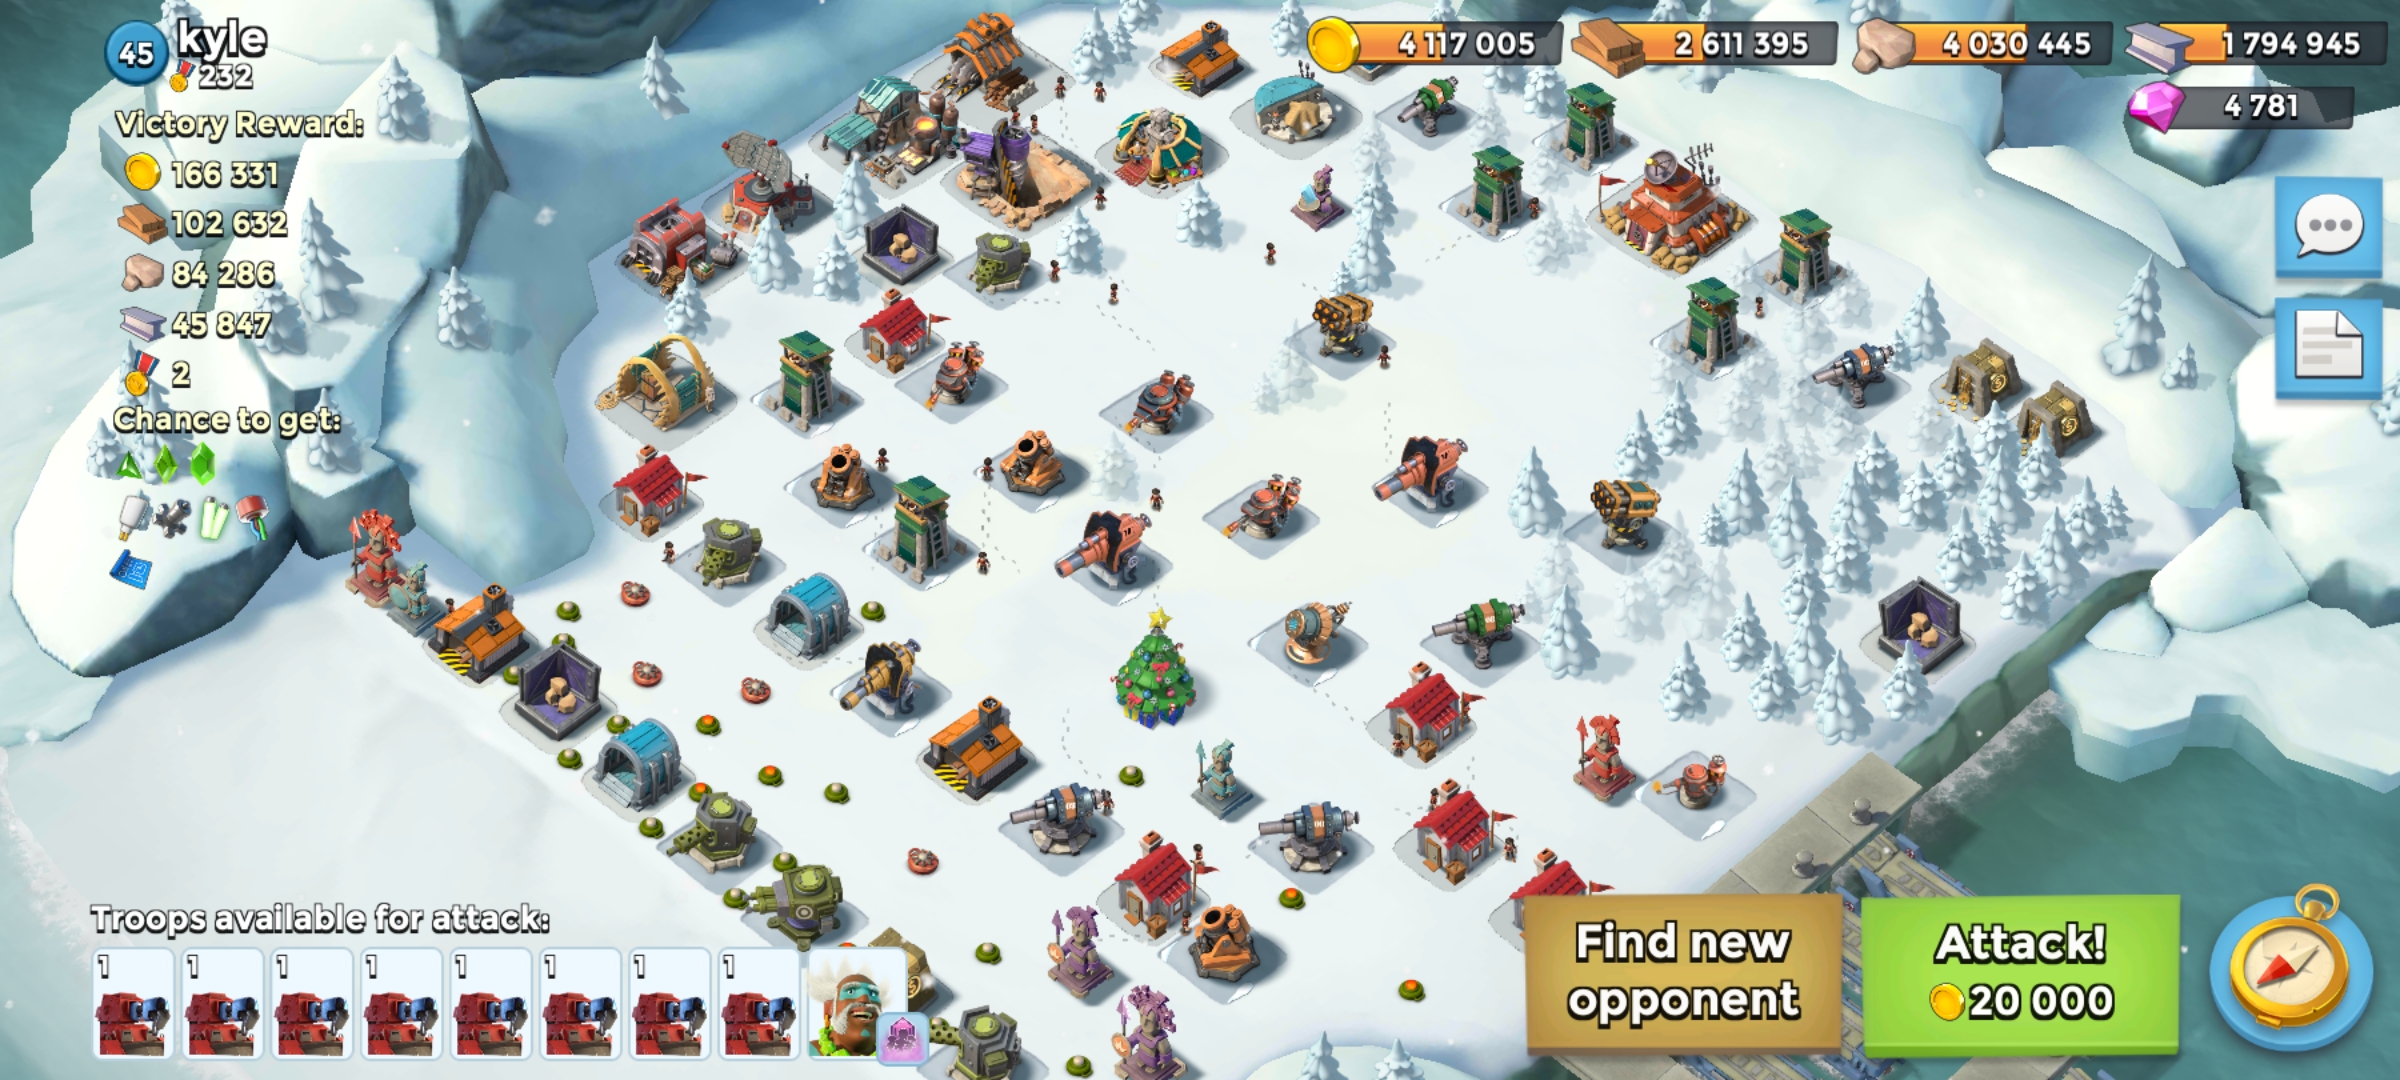 45
kyle
232
4 117 005
2 611 395
4 030 445
1 794 945
4 781
Victory Reward:
166 331
102 632
84 286
45 847
2
Chance to get:
Troops available for attack:
1
1
1
1
1
1
1
1
Find new
opponent
Attack!
20 000